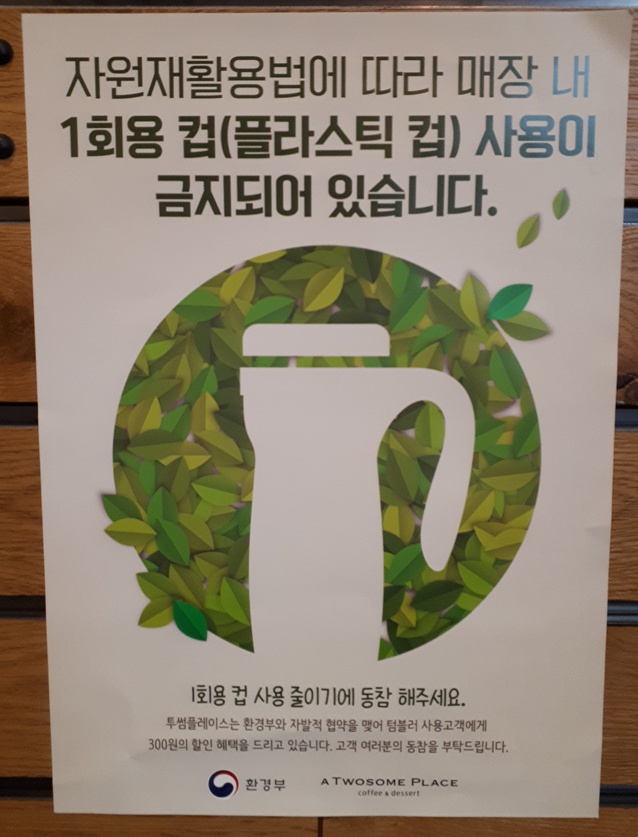 자원재활용법에 따라 매장 내
1회용 컵(플라스틱 컵) 사용이
금지되어 있습니다.
1회용 컵 사용 줄이기에 동참 해주세요.
투썸플레이스는 환경부와 자발적 협약을 맺어 텀블러 사용고객에게
300원의 할인 혜택을 드리고 있습니다. 고객 여러분의 동참을 부탁드립니다.
환경부
A TWOSOME PLACE
coffee & dessert